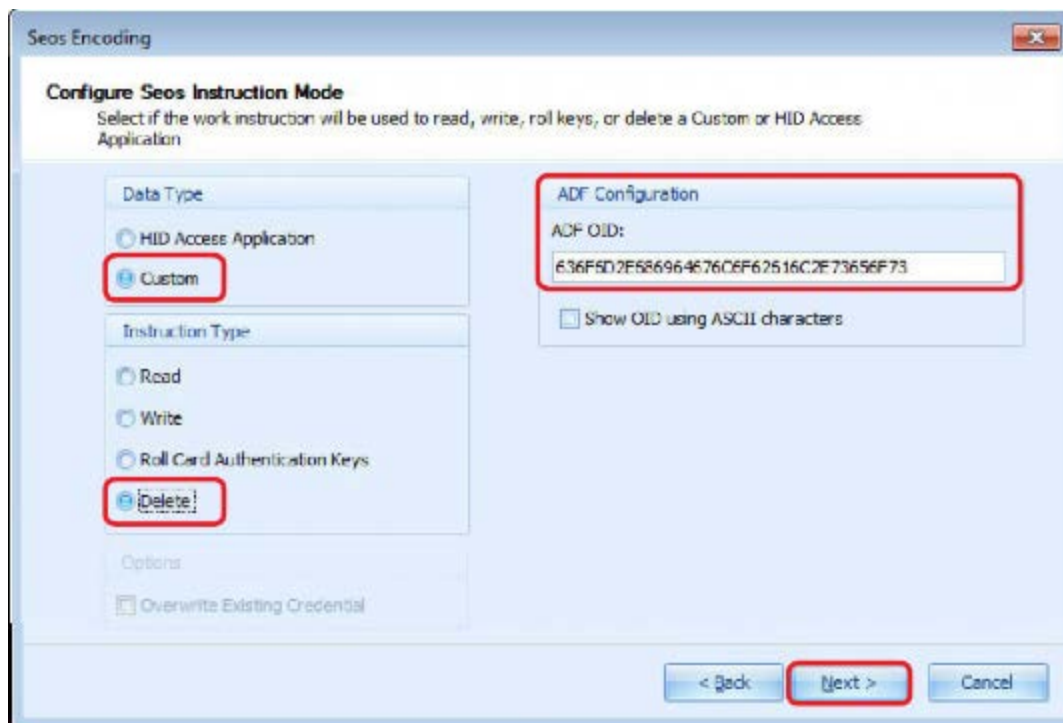 Seos Encoding
Configure Seos Instruction Mode
Select if the work instruction will be used to read, write, roll keys, or delete a Custom or HID Access
Application
Data Type
HID Access Application
Custom
Instruction Type
Read
Write
Roll Card Authentication Keys
Delete
Options
Overwrite Existing Credential
ADF Configuration
ADF OID:
636F6D2E686964676C6F62616C2E73656F73
Show OID using ASCII characters
< Back
Next >
Cancel